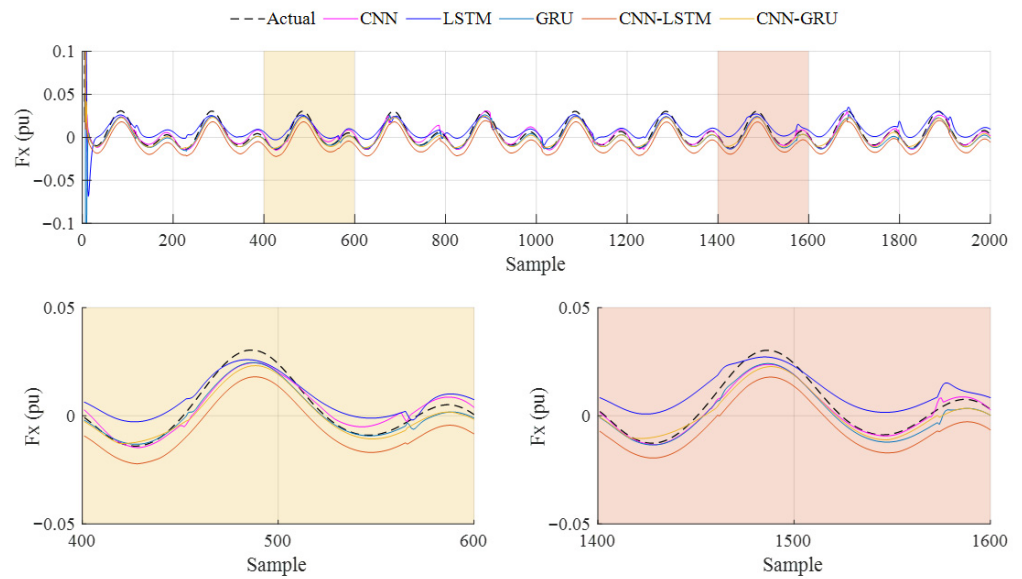 Actual CNN LSTM GRU CNN-LSTM CNN-GRU
Fx (pu)
0.1
0.05
0
−0.05
−0.1
0 200 400 600 800 1000 1200 1400 1600 1800 2000
Sample
Fx (pu)
0.05
0
−0.05
400 500 600
Sample
Fx (pu)
0.05
0
−0.05
1400 1500 1600
Sample